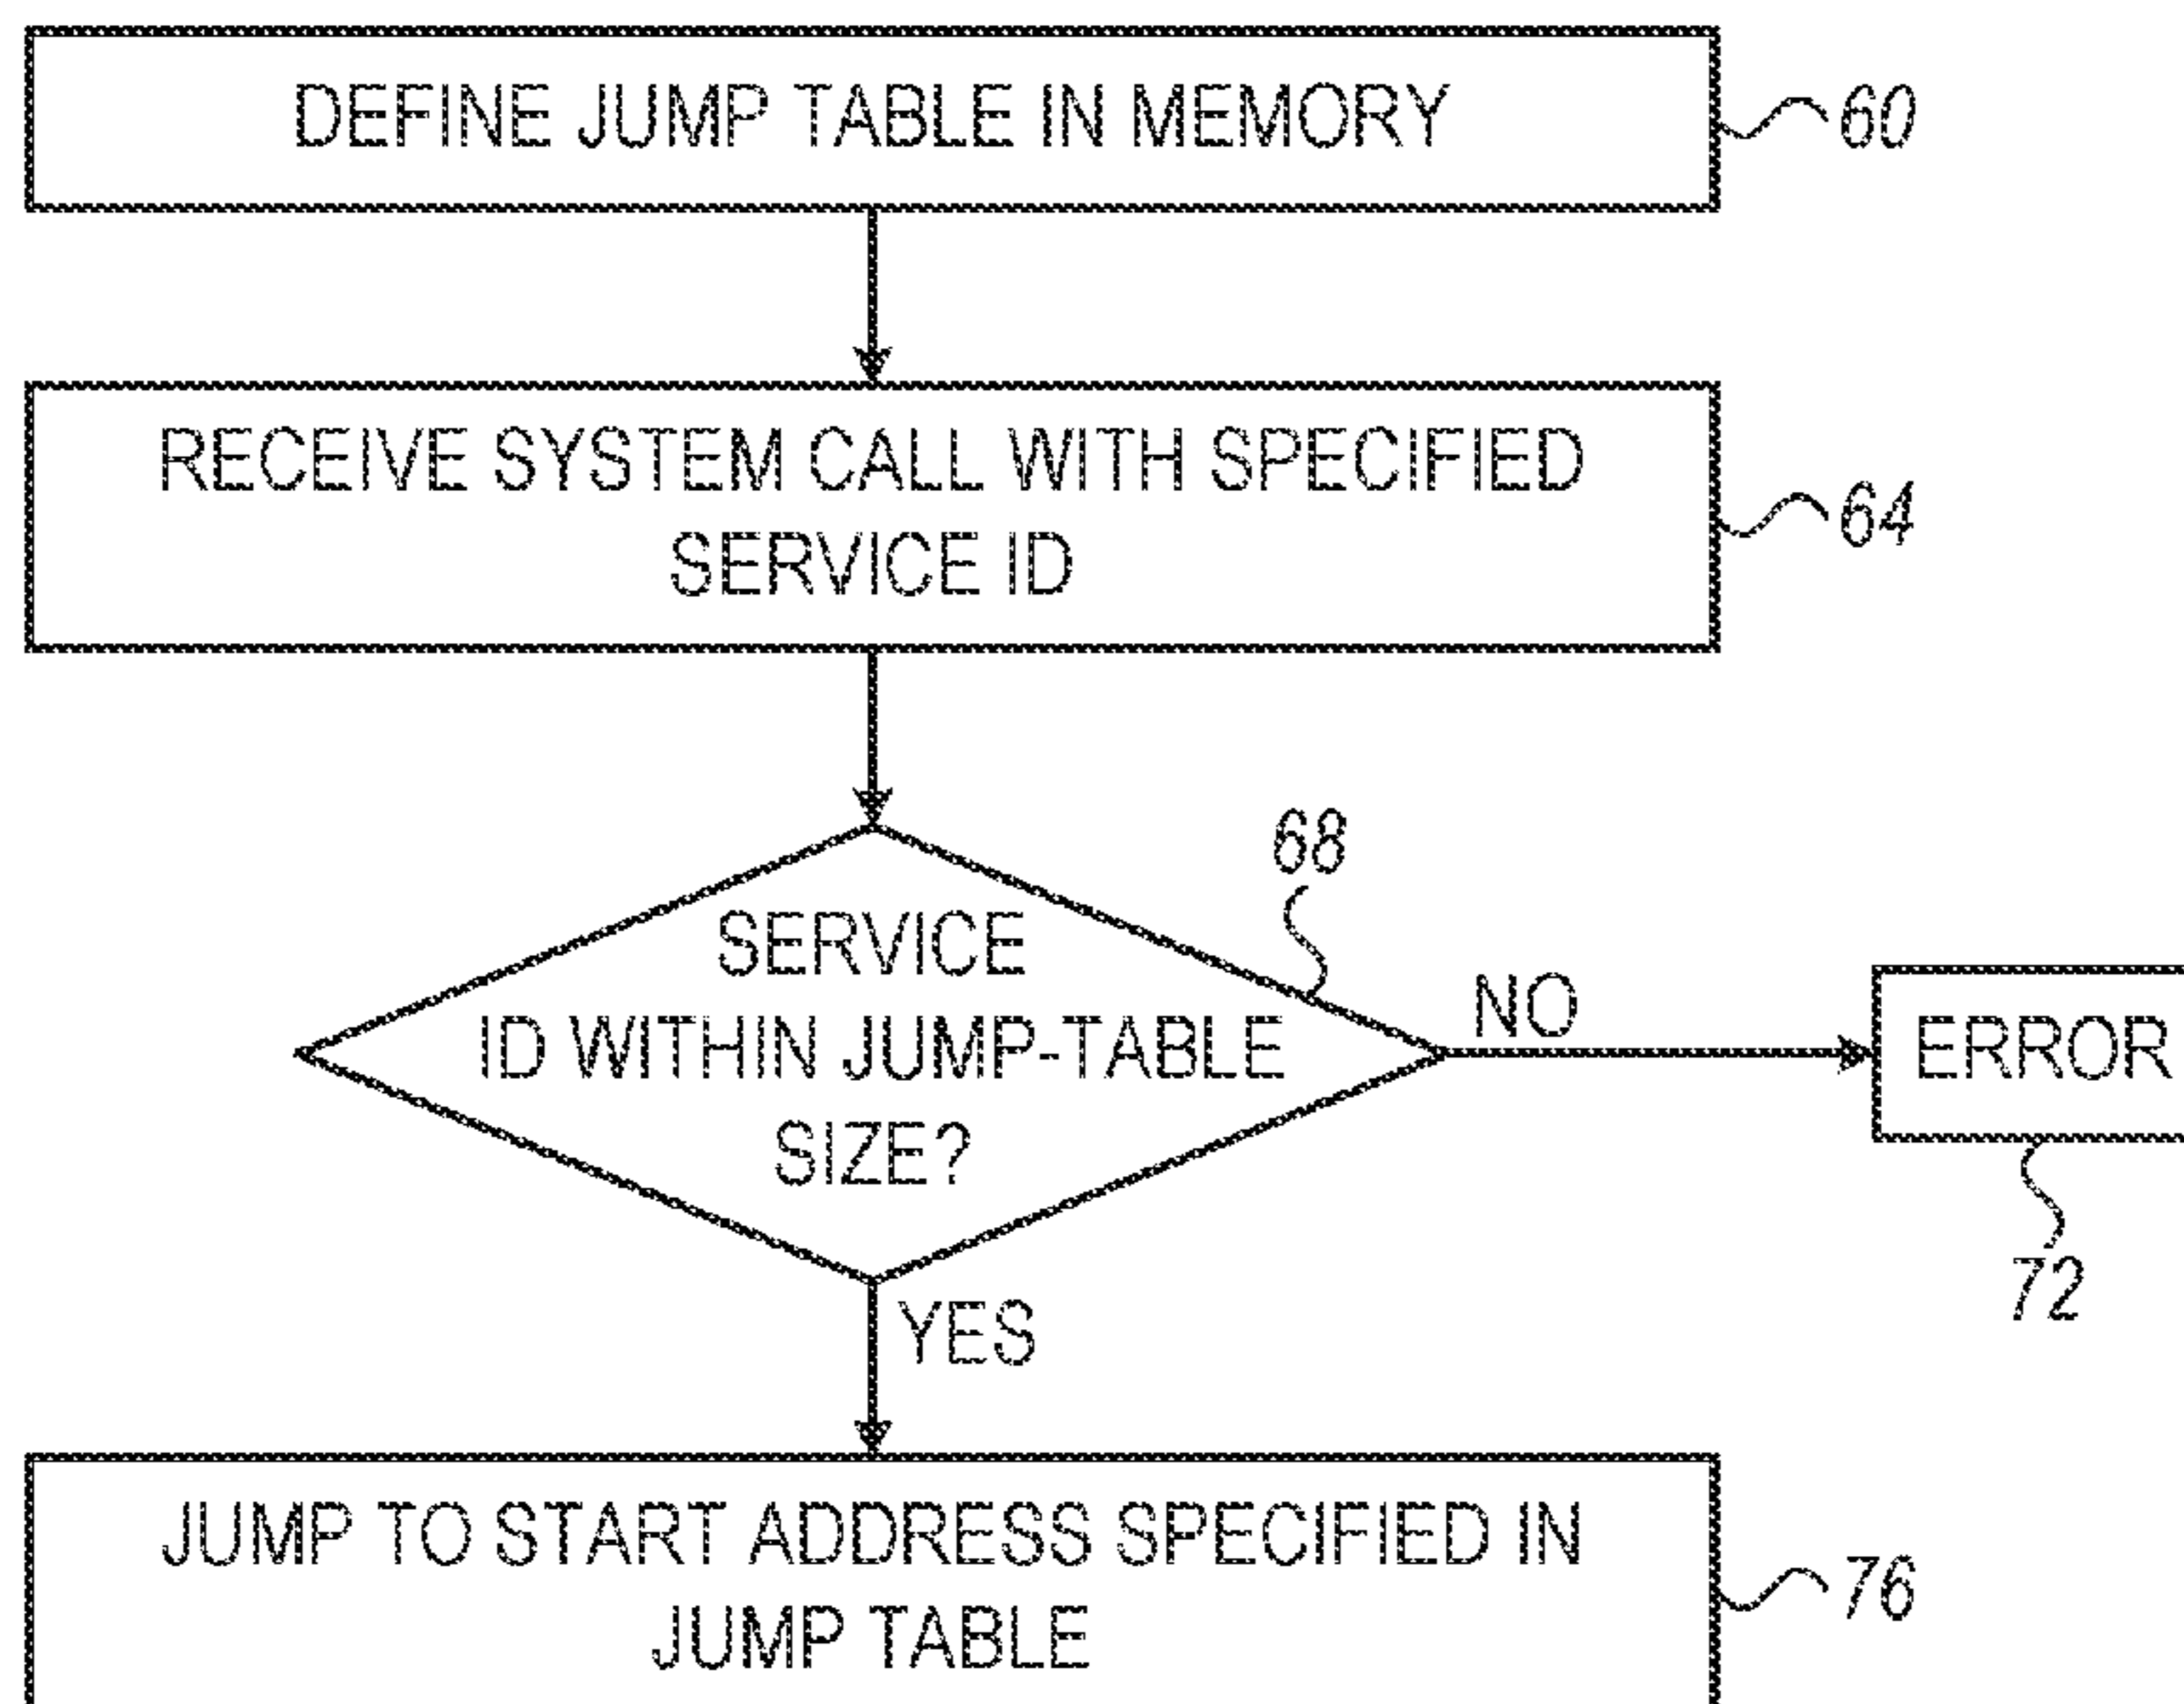 DEFINE JUMP TABLE IN MEMORY
60
RECEIVE SYSTEM CALL WITH SPECIFIED
SERVICE ID
64
68
SERVICE
ID WITHIN JUMP-TABLE
SIZE?
NO
ERROR
72
YES
JUMP TO START ADDRESS SPECIFIED IN
JUMP TABLE
76